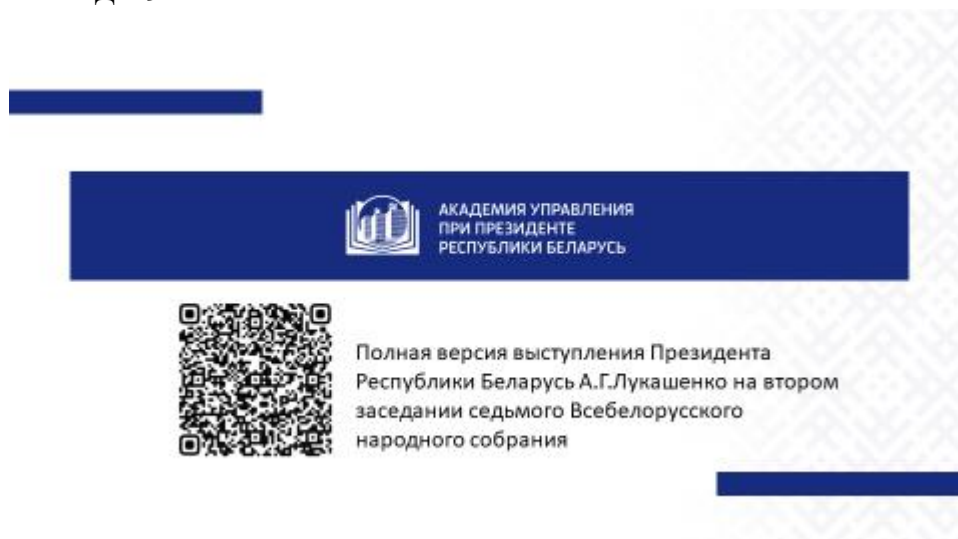 АКАДЕМИЯ УПРАВЛЕНИЯ
ПРИ ПРЕЗИДЕНТЕ
РЕСПУБЛИКИ БЕЛАРУСЬ
Полная версия выступления Президента
Республики Беларусь А.Г.Лукашенко на втором
заседании седьмого Всебелорусского
народного собрания